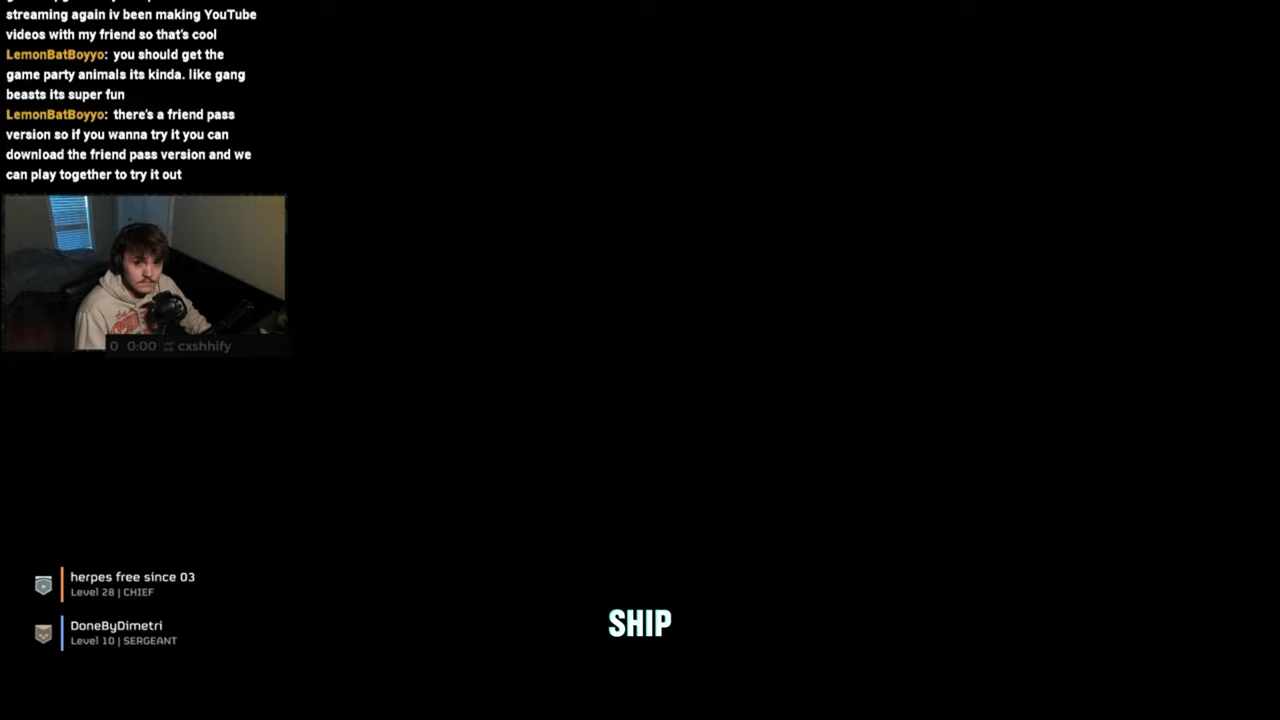 streaming again iv been making YouTube
videos with my friend so that's cool
LemonBatBoyyo: you should get the
game party animals its kinda. like gang
beasts its super fun
LemonBatBoyyo: there's a friend pass
version so if you wanna try it you can
download the friend pass version and we
can play together to try it out
0 0:00 cxshhify
herpes free since 03
Level 28 | CHIEF
DoneByDimetri
Level 10 | SERGEANT
SHIP